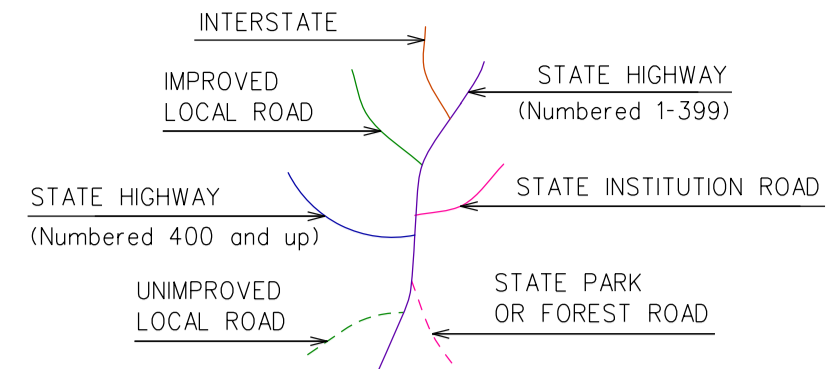 INTERSTATE
STATE HIGHWAY
(Numbered 1-399)
IMPROVED
LOCAL ROAD
STATE HIGHWAY
(Numbered 400 and up)
STATE INSTITUTION ROAD
UNIMPROVED
LOCAL ROAD
STATE PARK
OR FOREST ROAD